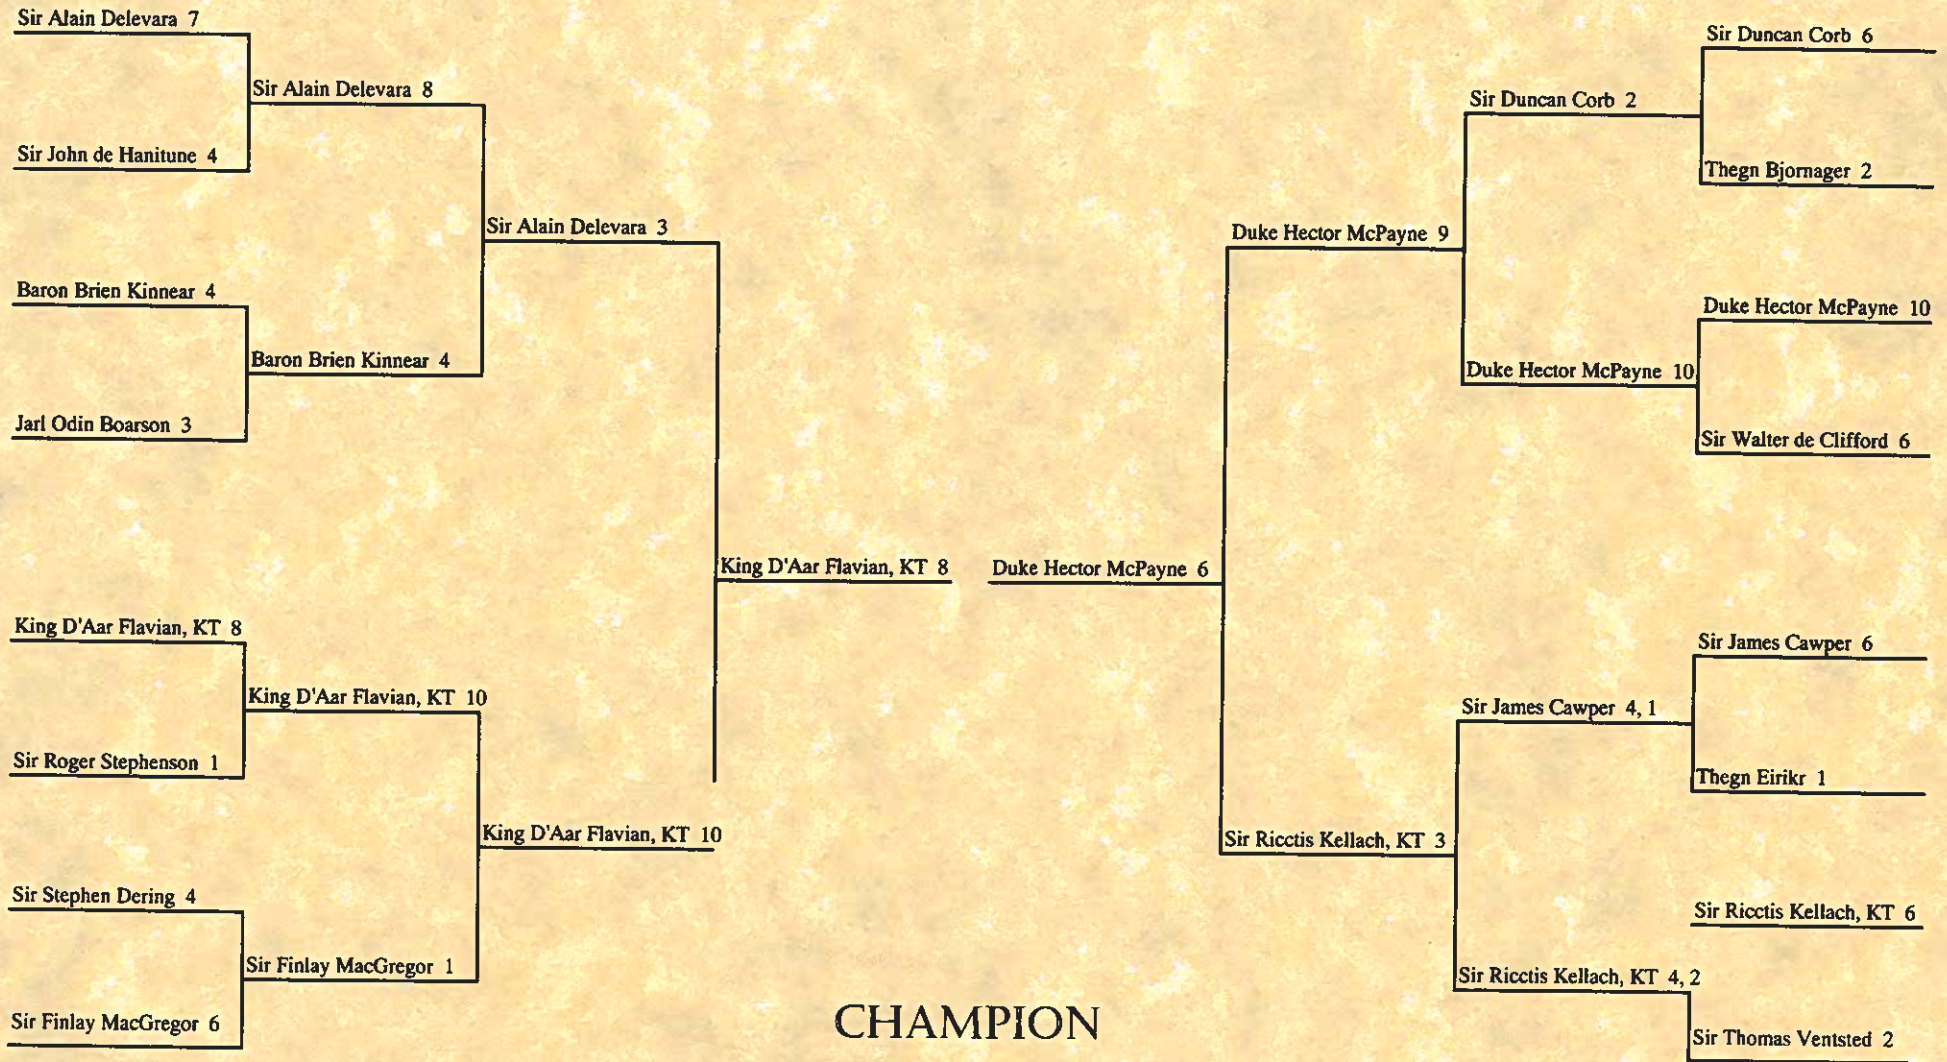 Sir Alain Delevara 7
Sir John de Hanitune 4
Baron Brien Kinnear 4
Jarl Odin Boarson 3
King D'Aar Flavian, KT 8
Sir Roger Stephenson 1
Sir Stephen Dering 4
Sir Finlay MacGregor 6
Sir Alain Delevara 8
Baron Brien Kinnear 4
King D'Aar Flavian, KT 10
Sir Finlay MacGregor 1
Sir Alain Delevara 3
King D'Aar Flavian, KT 10
King D'Aar Flavian, KT 8
CHAMPION
Duke Hector McPayne 6
Duke Hector McPayne 9
Sir Ricctis Kellach, KT 3
Sir Duncan Corb 2
Duke Hector McPayne 10
Sir James Cawper 4, 1
Sir Ricctis Kellach, KT 4, 2
Sir Duncan Corb 6
Thegn Bjornager 2
Duke Hector McPayne 10
Sir Walter de Clifford 6
Sir James Cawper 6
Thegn Eirikr 1
Sir Ricctis Kellach, KT 6
Sir Thomas Ventsted 2